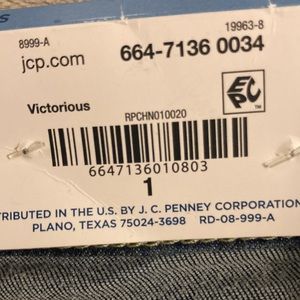 19963-8
8999-A
jcp.com
664-7136 0034
EPC
Victorious
RPCHN010020
6647136010803
1
TRIBUTED IN THE U.S. BY J. C. PENNEY CORPORATION
PLANO, TEXAS 75024-3698 RD-08-999-A